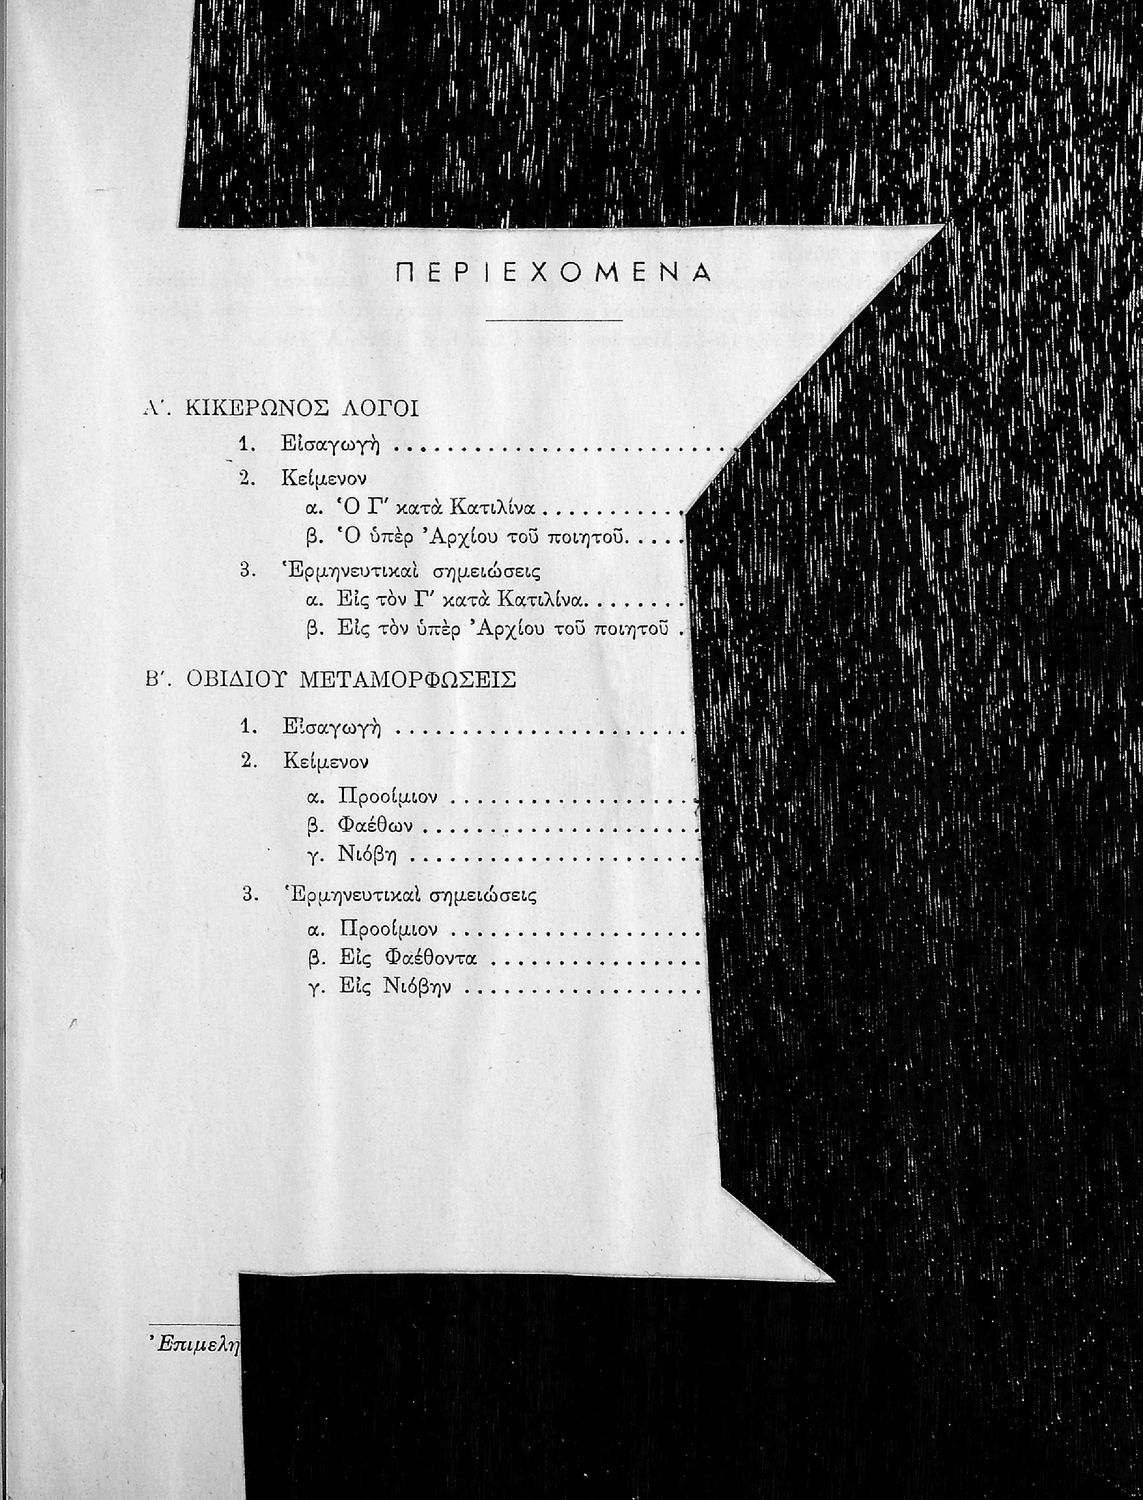 ΠΕΡΙΕΧΟΜΕΝΑ
Α′. ΚΙΚΕΡΩΝΟΣ ΛΟΓΟΙ
1. Εἰσαγωγὴ ..........................
2. Κείμενον
α. Ὁ Γ′ κατὰ Κατιλίνα ...........
β. Ὁ ὑπὲρ Ἀρχίου τοῦ ποιητοῦ.....
3. Ἑρμηνευτικαὶ σημειώσεις
α. Εἰς τὸν Γ′ κατὰ Κατιλίνα........
β. Εἰς τὸν ὑπὲρ Ἀρχίου τοῦ ποιητοῦ .
Β′. ΟΒΙΔΙΟΥ ΜΕΤΑΜΟΡΦΩΣΕΙΣ
1. Εἰσαγωγὴ ......................
2. Κείμενον
α. Προοίμιον ...................
β. Φαέθων .....................
γ. Νιόβη ......................
3. Ἑρμηνευτικαὶ σημειώσεις
α. Προοίμιον ...................
β. Εἰς Φαέθοντα ................
γ. Εἰς Νιόβην ..................